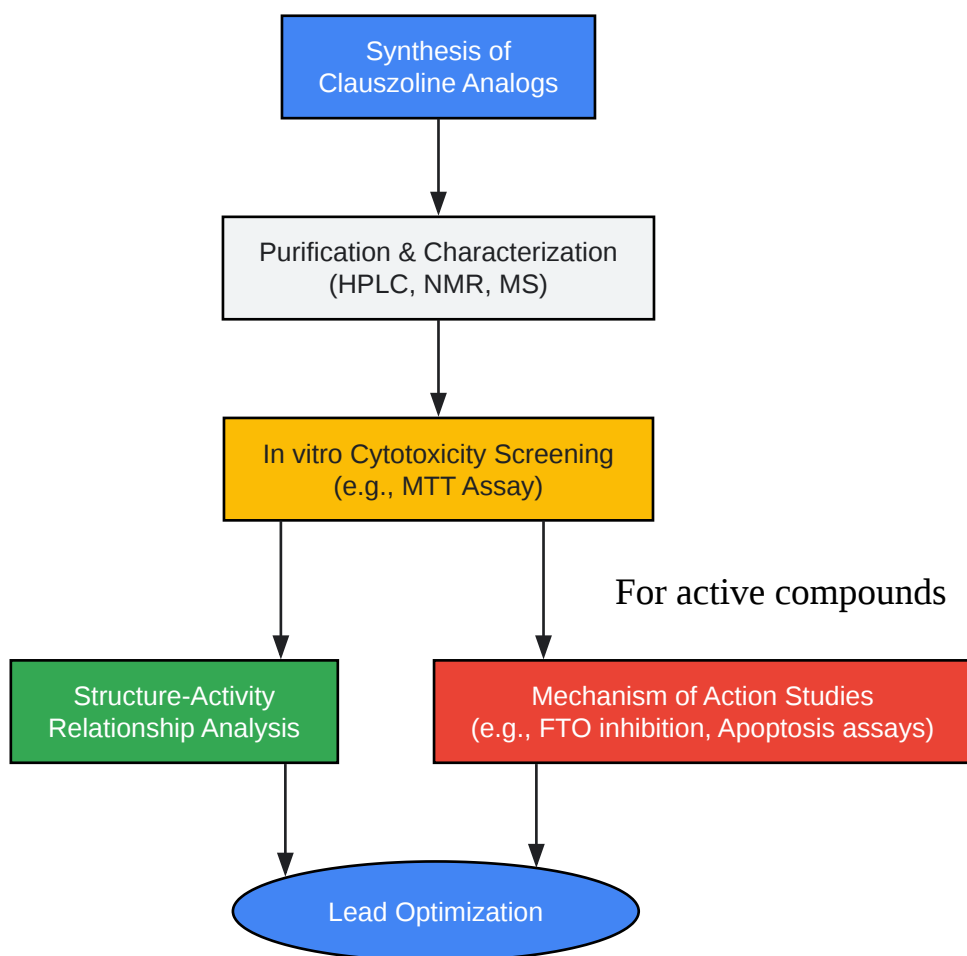 Synthesis of
Clauszoline Analogs
Purification & Characterization
(HPLC, NMR, MS)
In vitro Cytotoxicity Screening
(e.g., MTT Assay)
For active compounds
Structure-Activity
Relationship Analysis
Mechanism of Action Studies
(e.g., FTO inhibition, Apoptosis assays)
Lead Optimization